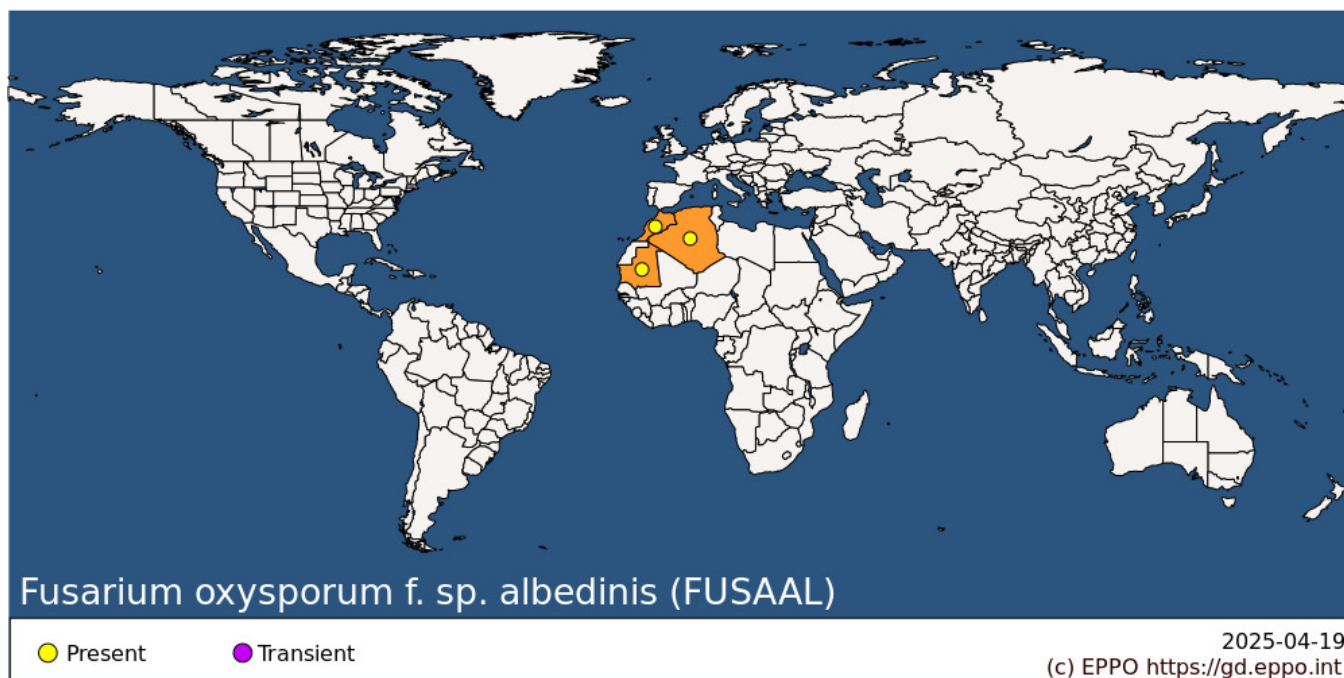 Fusarium oxysporum f. sp. albedinis (FUSAAL)
Present
Transient
2025-04-19
(c) EPPO https://gd.eppo.int